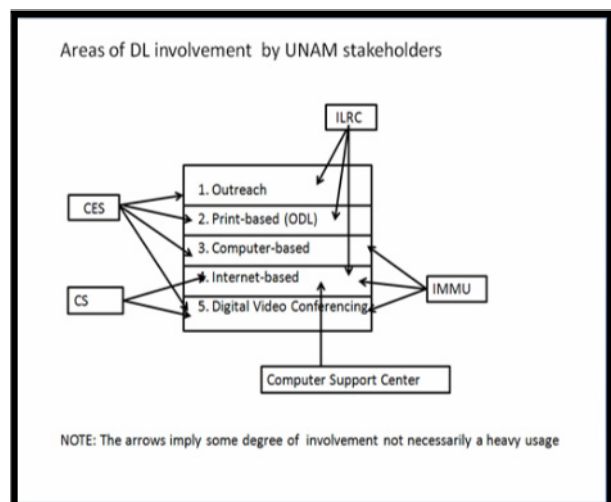 Areas of DL involvement by UNAM stakeholders
ILRC
1. Outreach
CES
2. Print-based (ODL)
3. Computer-based
4. Internet-based
CS
IMMU
5. Digital Video Conferencing
Computer Support Center
NOTE: The arrows imply some degree of involvement not necessarily a heavy usage